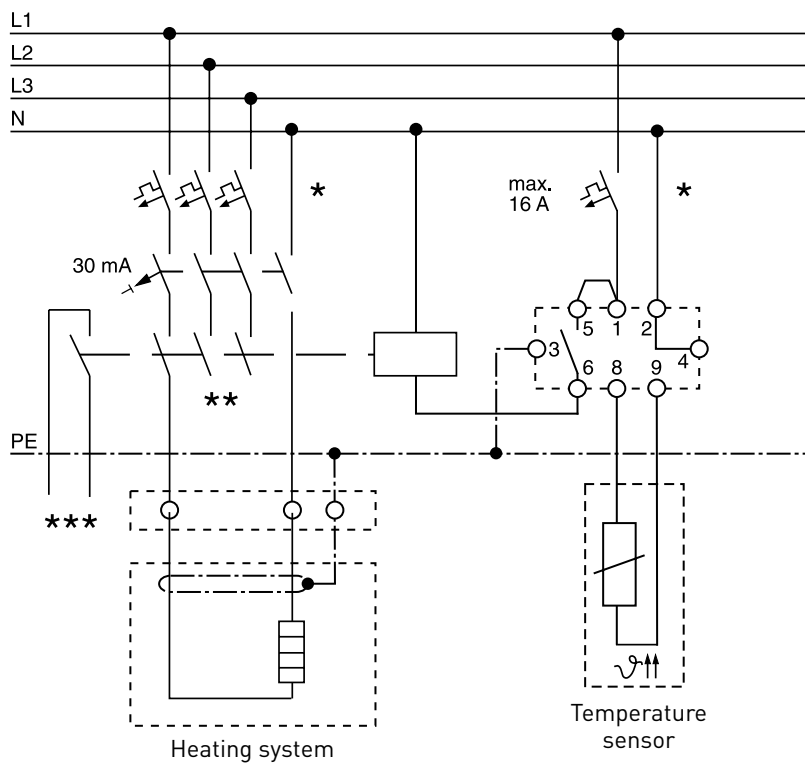 L1
L2
L3
N
*
max.
16 A
*
30 mA
5 1 2
3
4
6 8 9
**
PE
***
ϑ
Heating system
Temperature
sensor